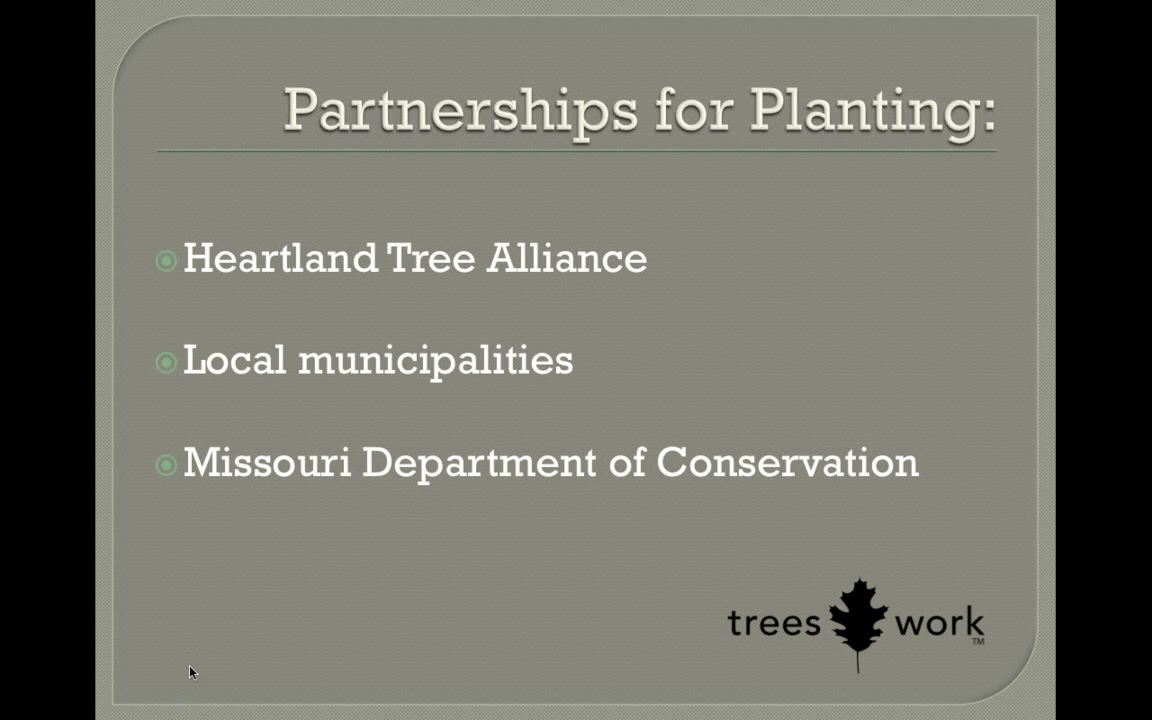 Partnerships for Planting:
Heartland Tree Alliance
Local municipalities
Missouri Department of Conservation
trees work
TM